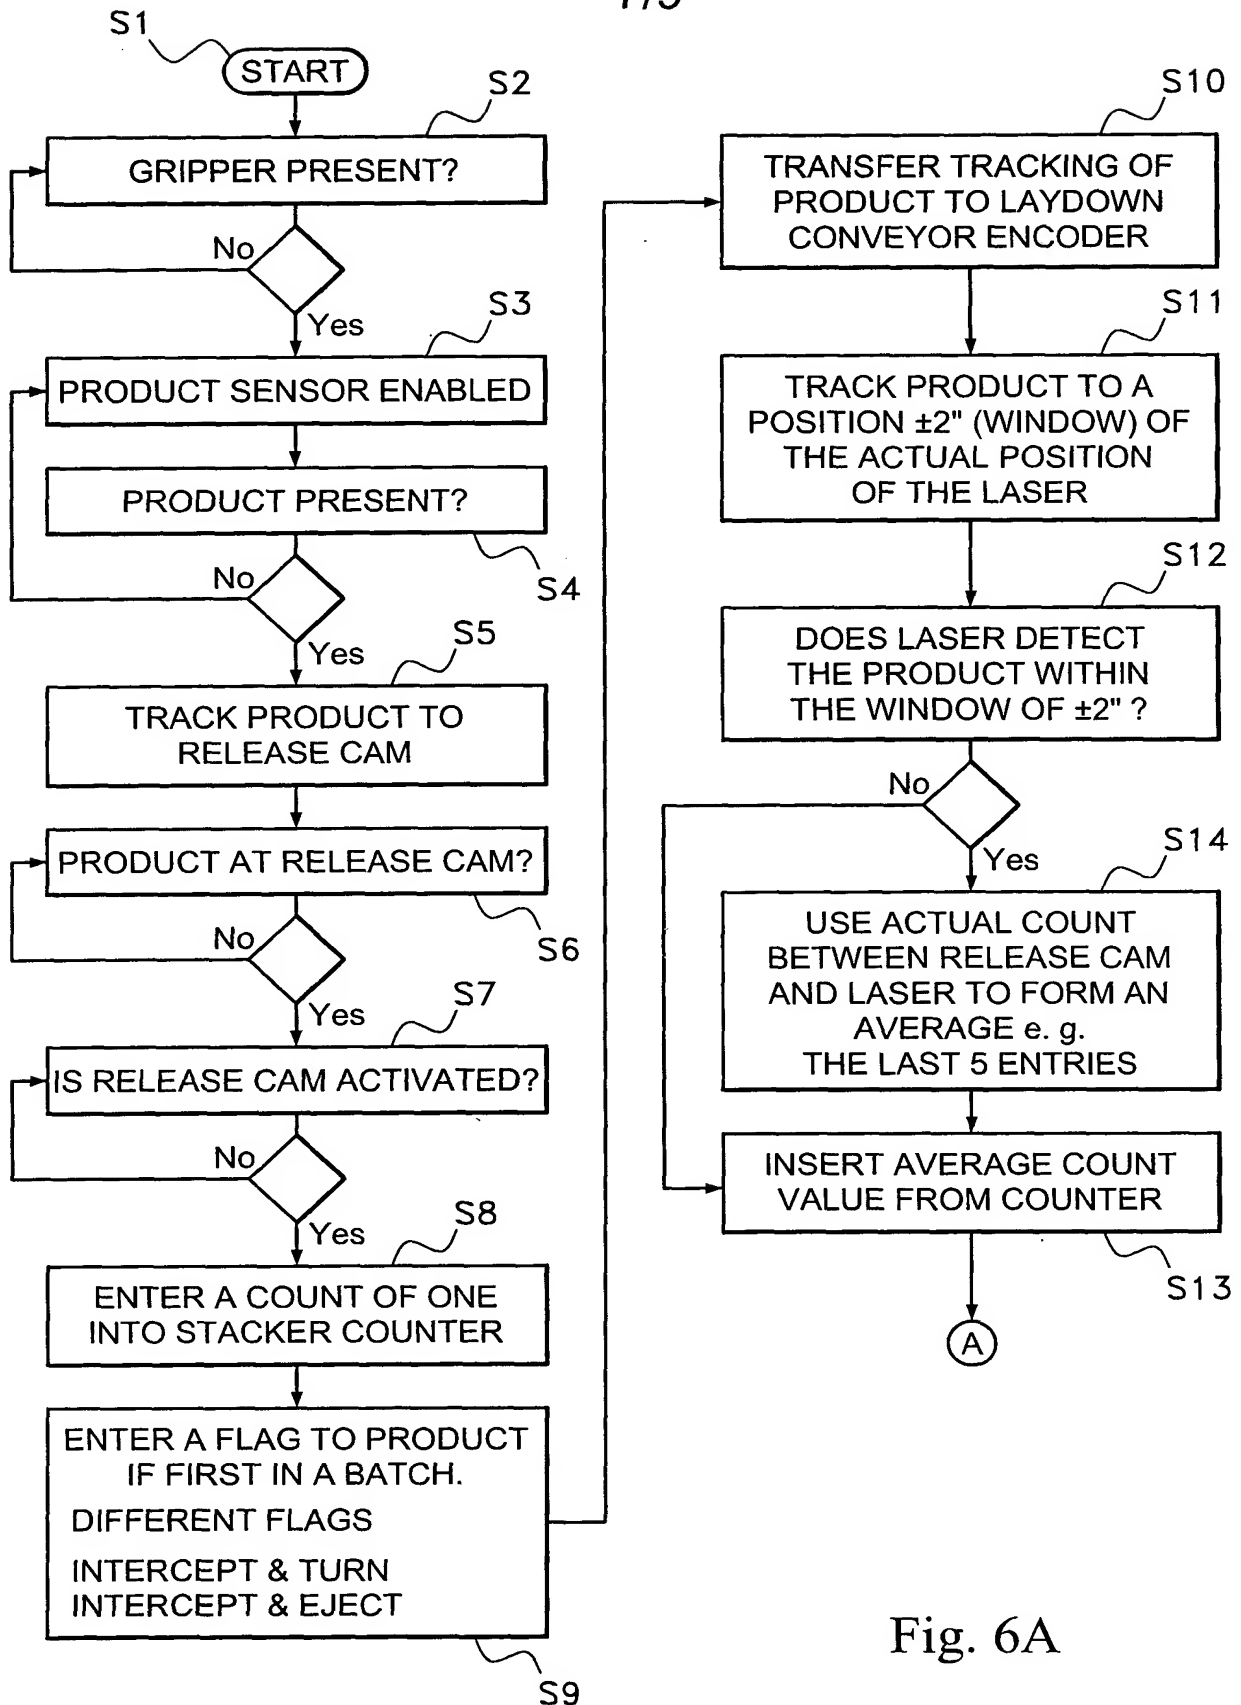 S1
START
S2
GRIPPER PRESENT?
No
Yes
S3
PRODUCT SENSOR ENABLED
PRODUCT PRESENT?
S4
No
Yes
S5
TRACK PRODUCT TO
RELEASE CAM
PRODUCT AT RELEASE CAM?
S6
No
Yes
S7
IS RELEASE CAM ACTIVATED?
No
Yes
S8
ENTER A COUNT OF ONE
INTO STACKER COUNTER
ENTER A FLAG TO PRODUCT
IF FIRST IN A BATCH.
DIFFERENT FLAGS
INTERCEPT & TURN
INTERCEPT & EJECT
S9
S10
TRANSFER TRACKING OF
PRODUCT TO LAYDOWN
CONVEYOR ENCODER
S11
TRACK PRODUCT TO A
POSITION ±2" (WINDOW) OF
THE ACTUAL POSITION
OF THE LASER
S12
DOES LASER DETECT
THE PRODUCT WITHIN
THE WINDOW OF ±2" ?
No
Yes
S14
USE ACTUAL COUNT
BETWEEN RELEASE CAM
AND LASER TO FORM AN
AVERAGE e. g.
THE LAST 5 ENTRIES
INSERT AVERAGE COUNT
VALUE FROM COUNTER
S13
A
Fig. 6A